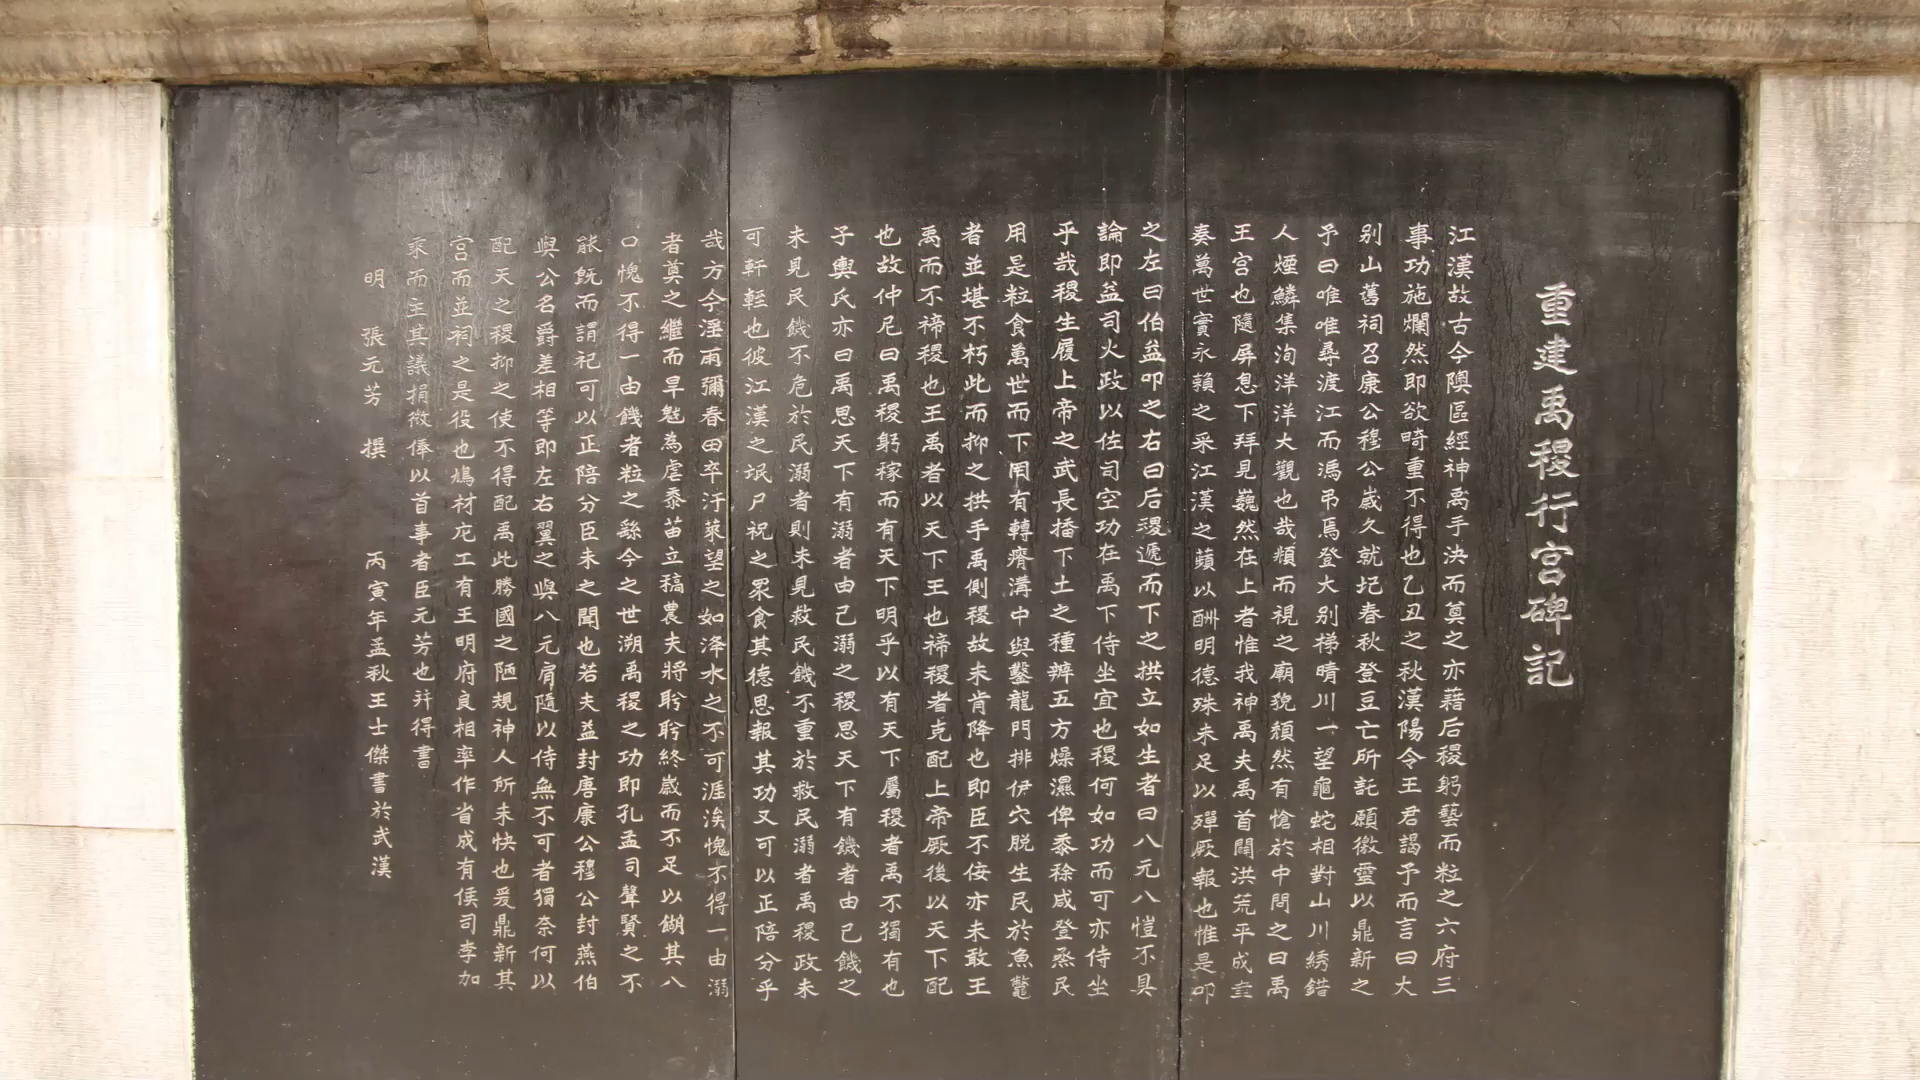 重建禹稷行宮碑記
江漢故古今隩區經神禹手決而奠之亦藉后稷躬藝而粒之六府三
事功施爛然即欲畸重不得也乙丑之秋漢陽令王君謁予而言曰大
別山舊祠召康公穆公歲久就圮春秋登豆亡所託願徼靈以鼎新之
予曰唯唯尋渡江而馮弔焉登大別梯晴川一望龜蛇相對山川綉錯
人煙鱗集洵洋洋大觀也哉頫而視之廟貌頹然有愴於中問之曰禹
王宮也隨屏息下拜見巍然在上者惟我神禹夫禹首闢洪荒平成
奏萬世實永賴之采江漢之蘋以酬明德殊未足以殫厥報也惟是叩
之左曰伯益叩之右曰后稷遞而下之拱立如生者曰八元八愷不具
論即益司火政以佐司空功在禹下侍坐宜也稷何如功而可亦侍坐
乎哉稷生履上帝之武長播下土之種辨五方燥濕俾黍稌咸登烝民
用是粒食萬世而下用有轉瘠溝中與鑿龍門排伊穴脫生民於魚鼈
者並堪不朽此而抑之拱手禹側稷故未肯降也即臣不佞亦未敢王
禹而不禘稷也王禹者以天下王也禘稷者克配上帝厥後以天下配
也故仲尼曰禹稷躬稼而有天下明乎以有天下屬稷者禹不獨有也
子輿氏亦曰禹思天下有溺者由己溺之稷思天下有饑者由己饑之
未見民饑不危於民溺者則未見救民饑不重於救民溺者禹稷政未
可軒輊也彼江漢之氓尸祝之眾食其德思報其功又可以正陪分乎
哉方今淫雨彌春田卒汙萊望之如洚水之不可涯涘愧不得一由溺
者奠之繼而旱魃為虐黍苗立稿農夫將盻盻終歲而不足以餬其八
口愧不得一由饑者粒之繇今之世溯禹稷之功即孔孟司聲賢之不
能旣而謂祀可以正陪分臣未之聞也若夫益封唐康公穆公封燕伯
與公名爵差相等即左右翼之與八元肩隨以侍無不可者獨奈何以
配天之稷抑之使不得配禹此勝國之陋規神人所未快也爰鼎新其
宮而並祠之是役也鳩材庀工有王明府良相率作省成有侯司李加
乘而主其議捐微俸以首事者臣元芳也幷得書
明 張元芳 撰 丙寅年孟秋王士傑書於武漢